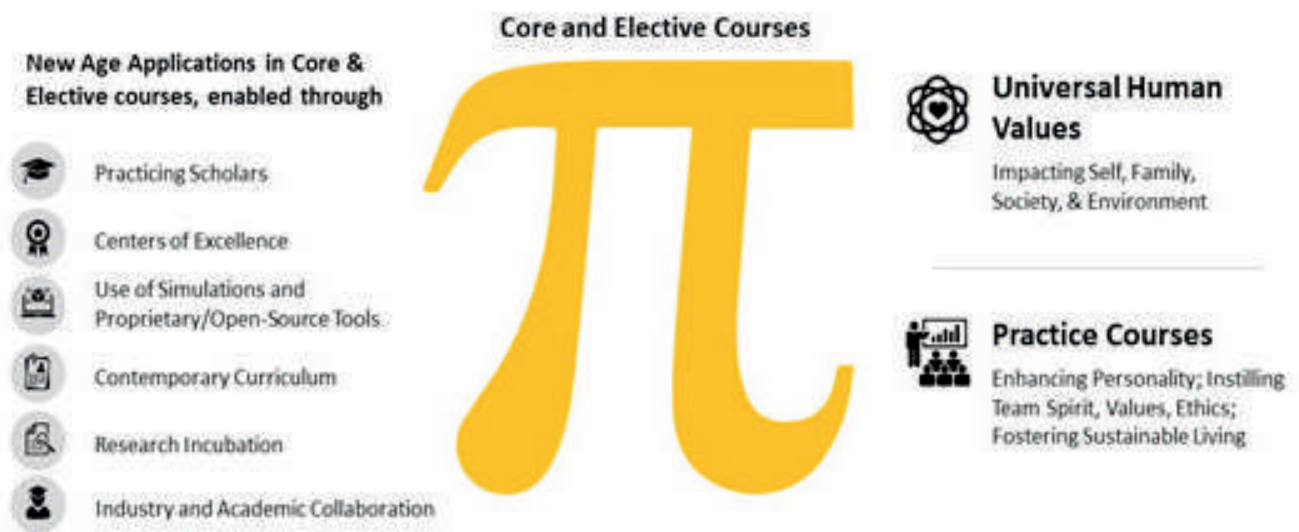 Core and Elective Courses
New Age Applications in Core &
Elective courses, enabled through
Practicing Scholars
Centers of Excellence
Use of Simulations and
Proprietary/Open-Source Tools
Contemporary Curriculum
Research Incubation
Industry and Academic Collaboration
π
Universal Human
Values
Impacting Self, Family,
Society, & Environment
Practice Courses
Enhancing Personality; Instilling
Team Spirit, Values, Ethics;
Fostering Sustainable Living